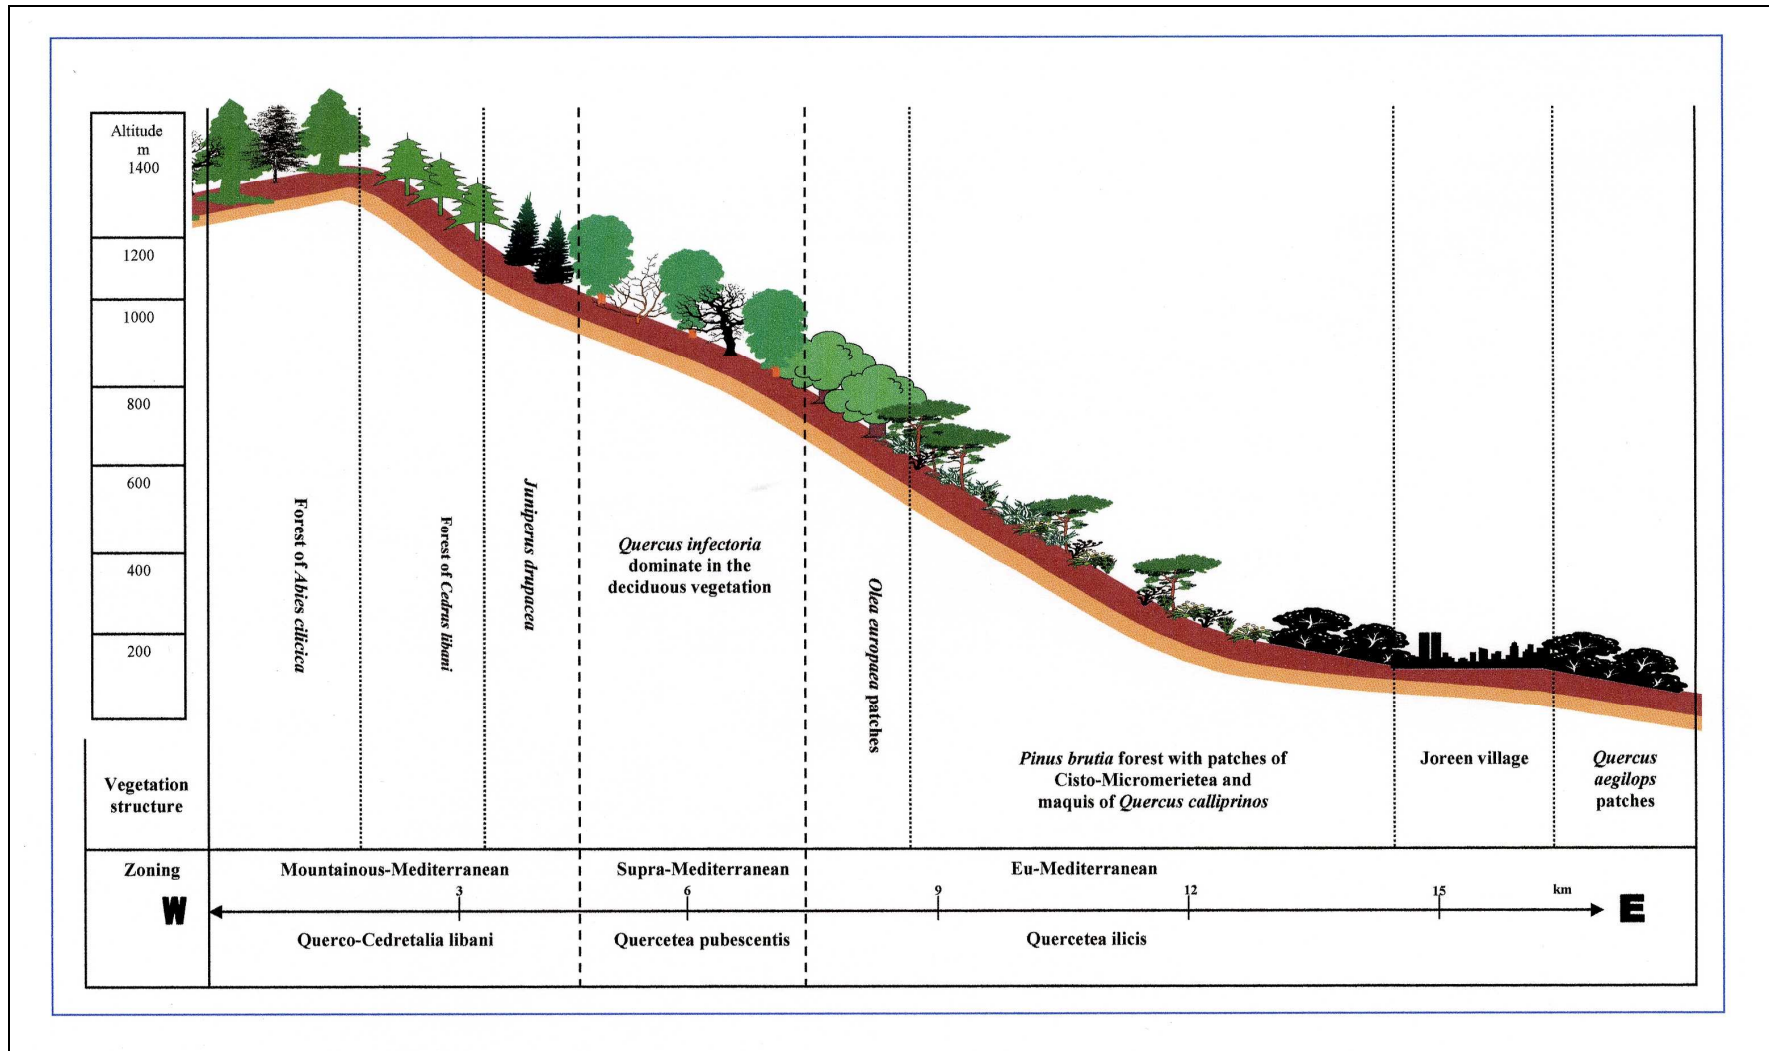 Altitude
m
1400
1200
1000
800
600
400
200
Forest of Abies cilicica
Forest of Cedrus libani
Juniperus drupacea
Quercus infectoria
dominate in the
deciduous vegetation
Olea europaea patches
Pinus brutia forest with patches of
Cisto-Micromerietea and
maquis of Quercus calliprinos
Joreen village
Quercus
aegilops
patches
Vegetation
structure
Zoning
Mountainous-Mediterranean
Supra-Mediterranean
Eu-Mediterranean
W
3
6
9
12
15
km
E
Querco-Cedretalia libani
Quercetea pubescentis
Quercetea ilicis